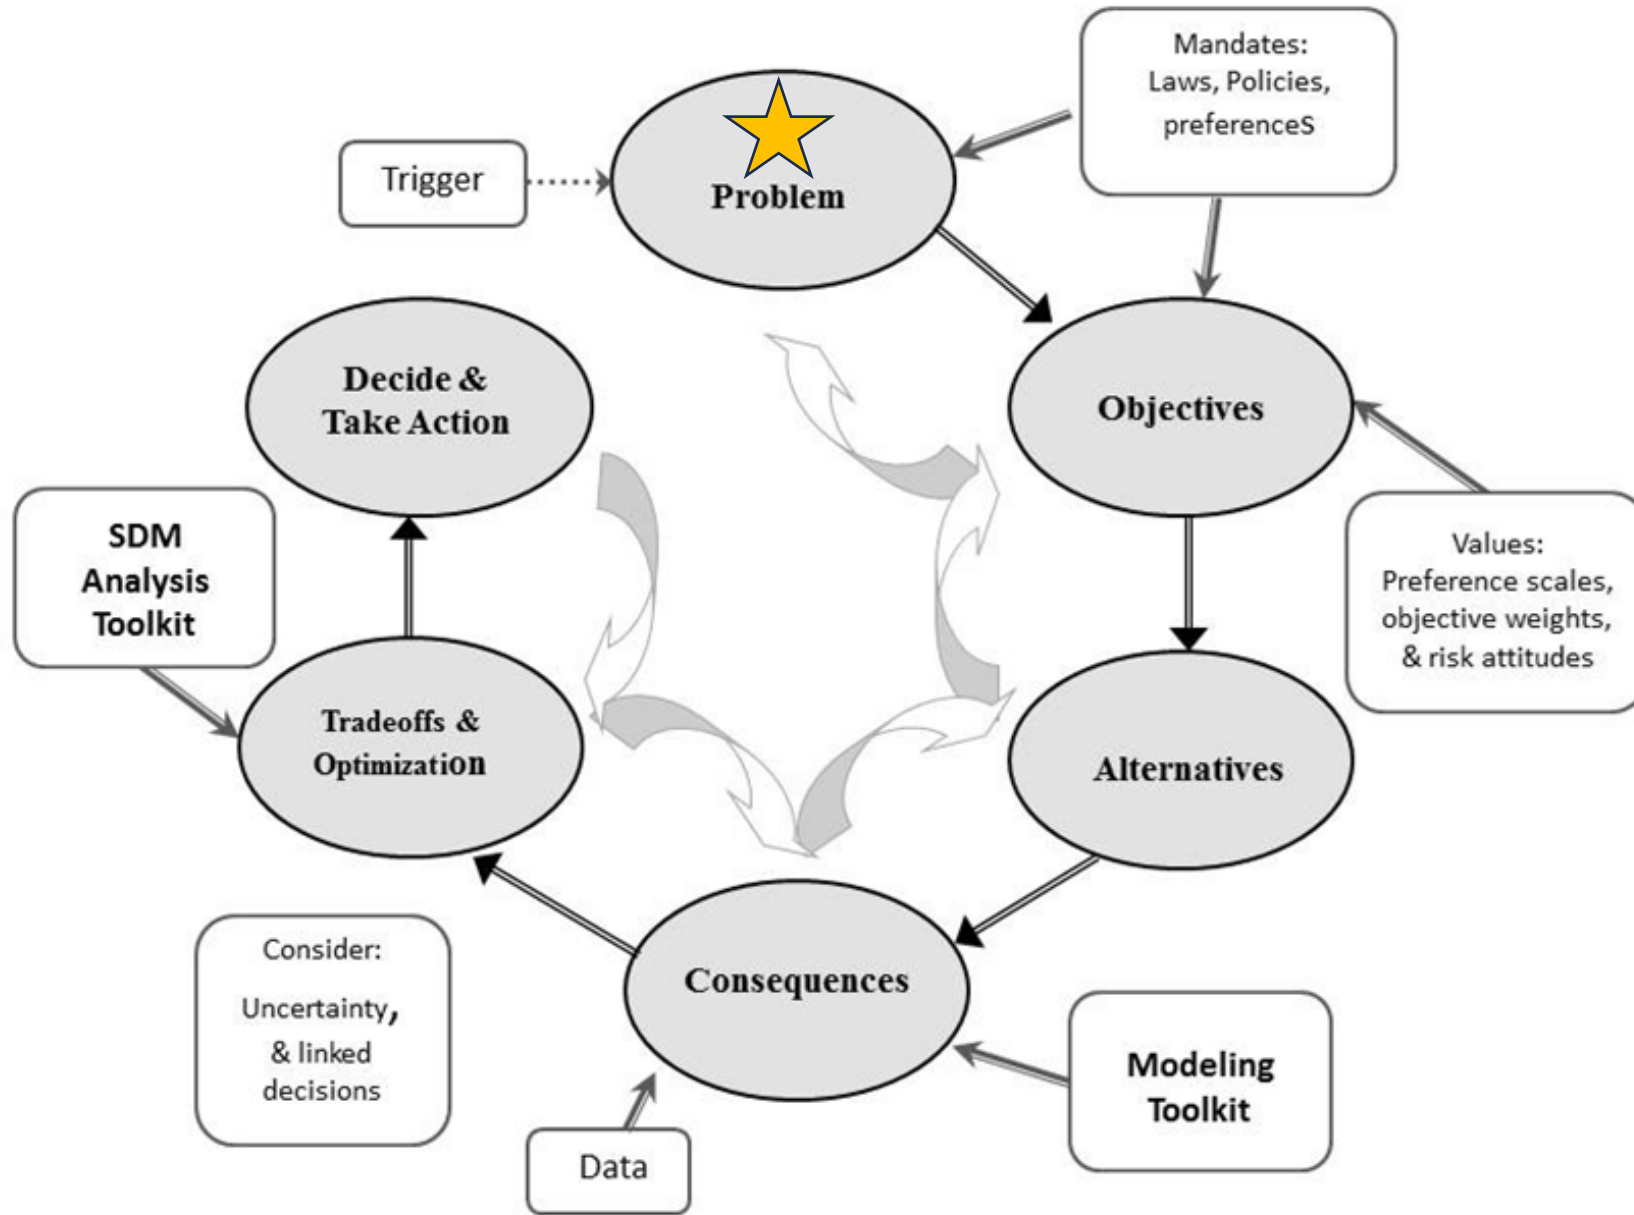 Mandates:
Laws, Policies,
preferences
Trigger
Problem
Decide &
Take Action
Objectives
SDM
Analysis
Toolkit
Values:
Preference scales,
objective weights,
& risk attitudes
Tradeoffs &
Optimization
Alternatives
Consider:
Uncertainty,
& linked
decisions
Consequences
Modeling
Toolkit
Data